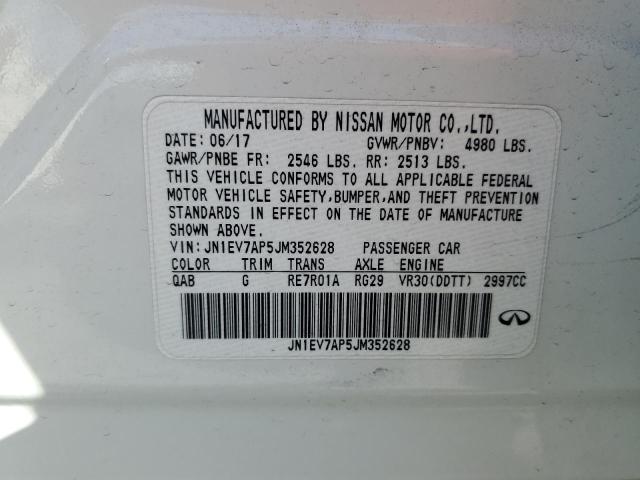 MANUFACTURED BY NISSAN MOTOR CO.,LTD.
DATE: 06/17 GVWR/PNBV: 4980 LBS.
GAWR/PNBE FR: 2546 LBS. RR: 2513 LBS.
THIS VEHICLE CONFORMS TO ALL APPLICABLE FEDERAL
MOTOR VEHICLE SAFETY,BUMPER,AND THEFT PREVENTION
STANDARDS IN EFFECT ON THE DATE OF MANUFACTURE
SHOWN ABOVE.
VIN: JN1EV7AP5JM352628 PASSENGER CAR
COLOR TRIM TRANS AXLE ENGINE
QAB G RE7R01A RG29 VR30(DDTT) 2997CC
JN1EV7AP5JM352628